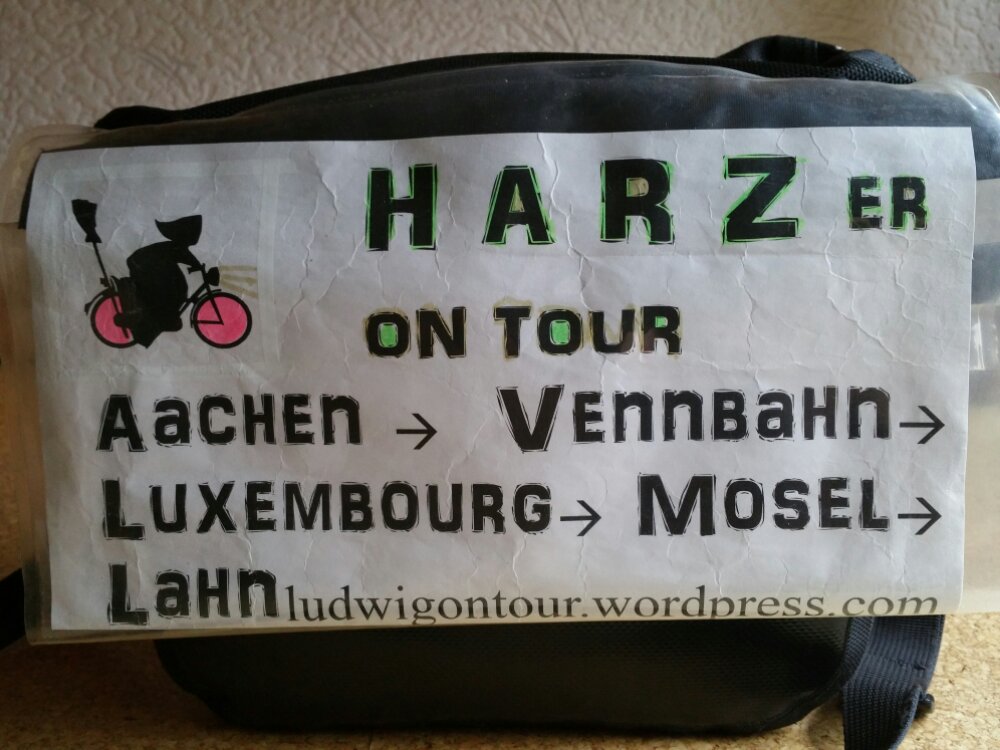 HARZER
ON TOUR
AACHEN → VENNBAHN→
LUXEMBOURG→ MOSEL→
LAHN ludwigontour.wordpress.com